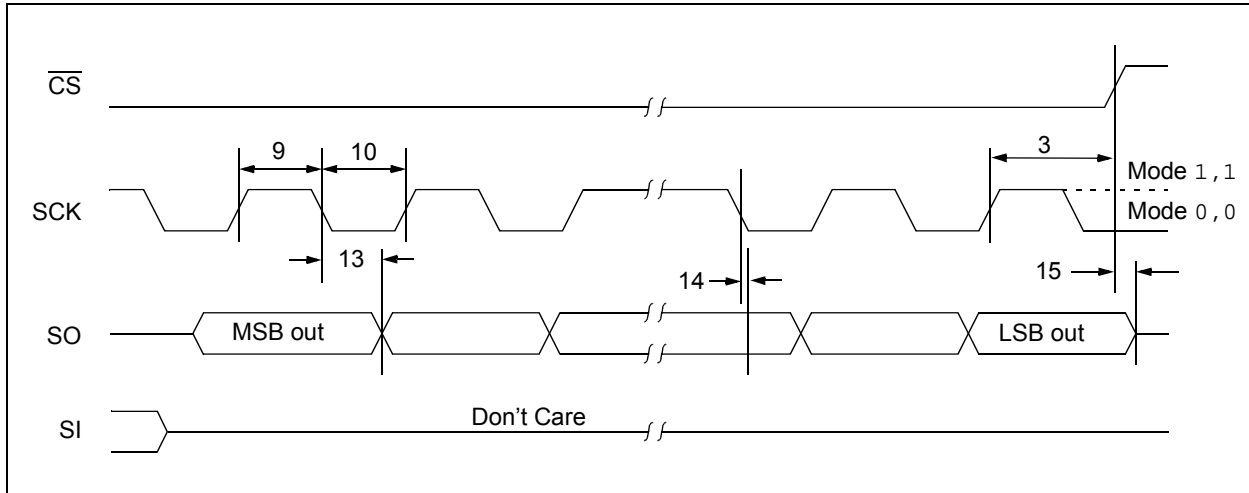 CS
9
10
3
Mode 1,1
SCK
Mode 0,0
13
14
15
SO
MSB out
LSB out
Don't Care
SI